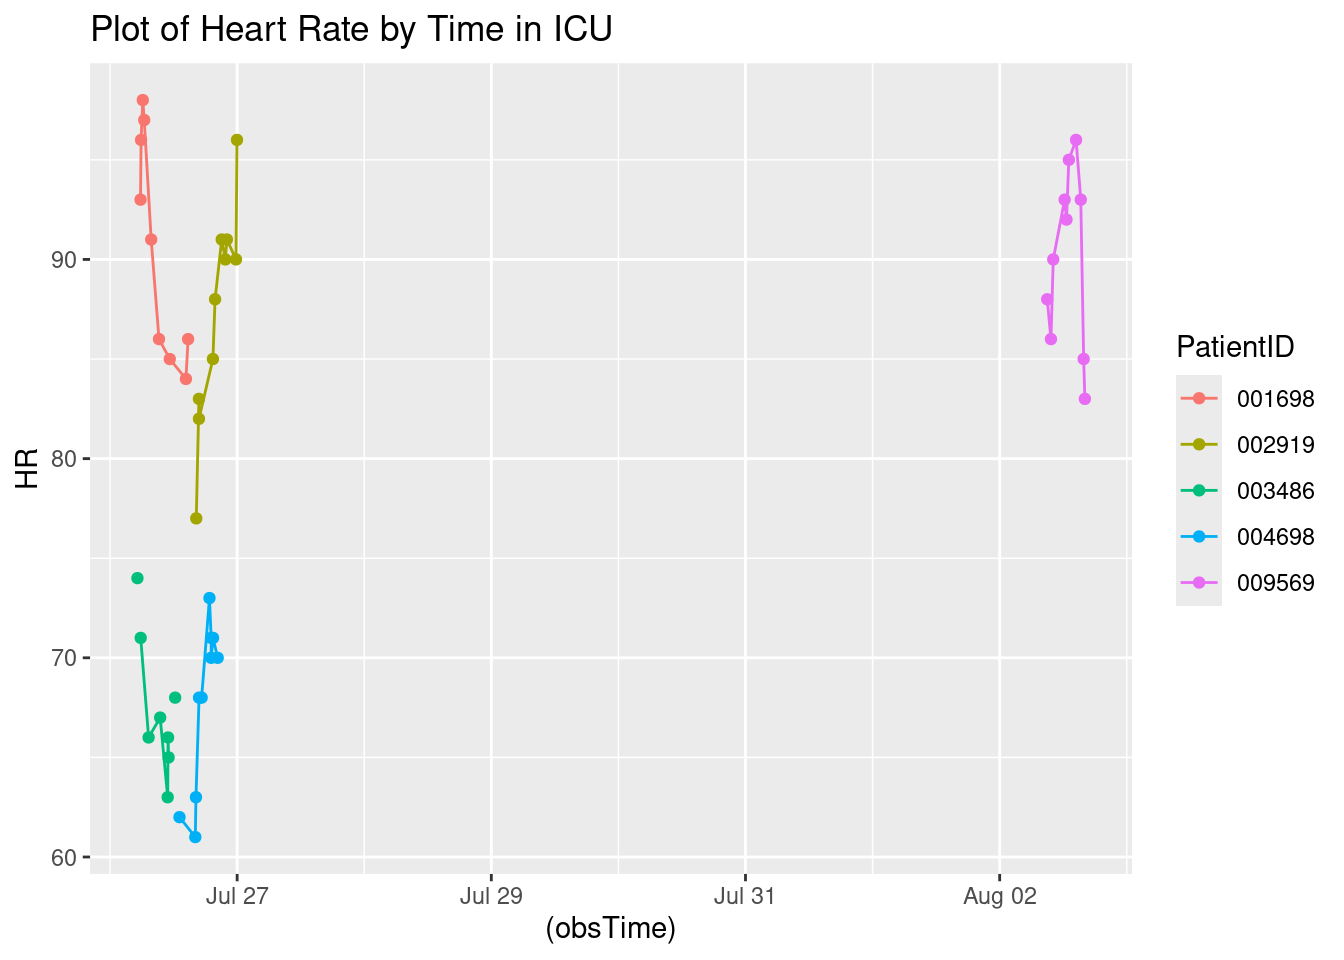 Plot of Heart Rate by Time in ICU
HR
90
80
70
60
Jul 27
Jul 29
Jul 31
Aug 02
(obsTime)
PatientID
001698
002919
003486
004698
009569